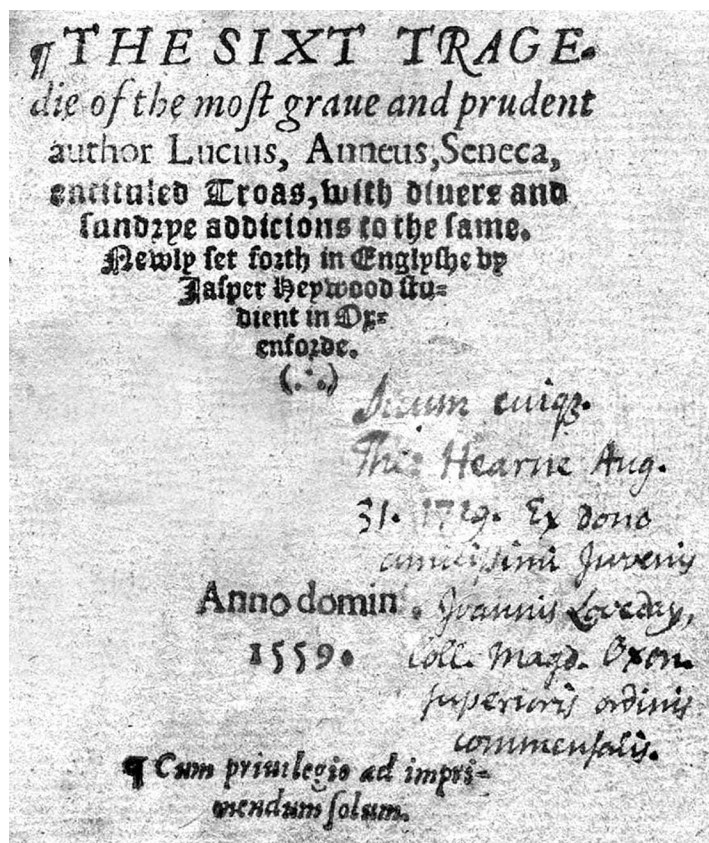 ¶ THE SIXT TRAGE-
die of the moſt graue and prudent
author Lucius, Anneus, Seneca,
entituled Troas, with diuers and
ſundrye addicions to the ſame.
Newly ſet forth in Englyſhe by
Jaſper Heywood ſtu=
dient in Ox=
enforde.
(∴)
Suum cuiqꝫ.
Tho: Hearne Aug.
31. 1729. Ex dono
amiciſsimi Juvenis
Joannis Loveday,
Coll. Magd. Oxon.
ſuperioris ordinis
commenſalis.
Anno domini.
1559.
¶ Cum priuilegio ad impri-
mendum ſolum.